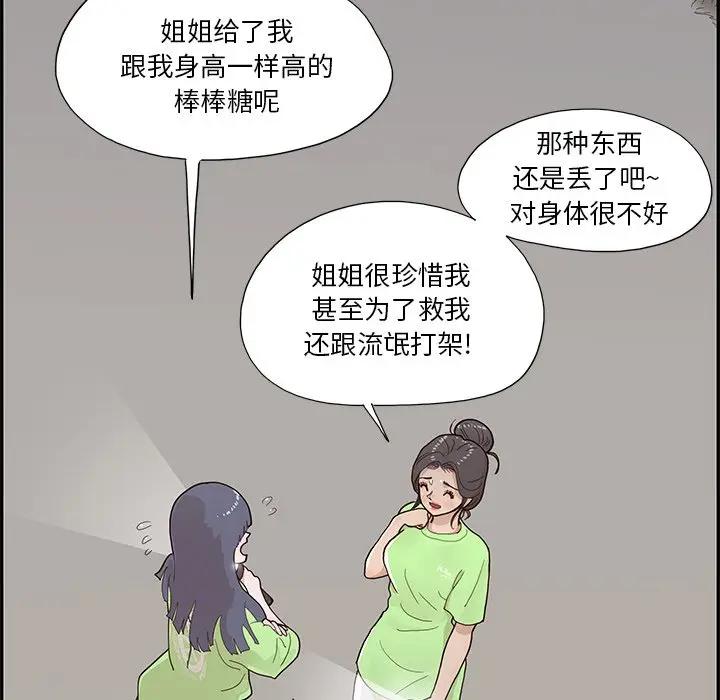 姐姐给了我
跟我身高一样高的
棒棒糖呢
那种东西
还是丢了吧~
对身体很不好
姐姐很珍惜我
甚至为了救我
还跟流氓打架!